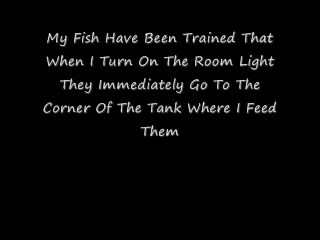 My Fish Have Been Trained That
When I Turn On The Room Light
They Immediately Go To The
Corner Of The Tank Where I Feed
Them